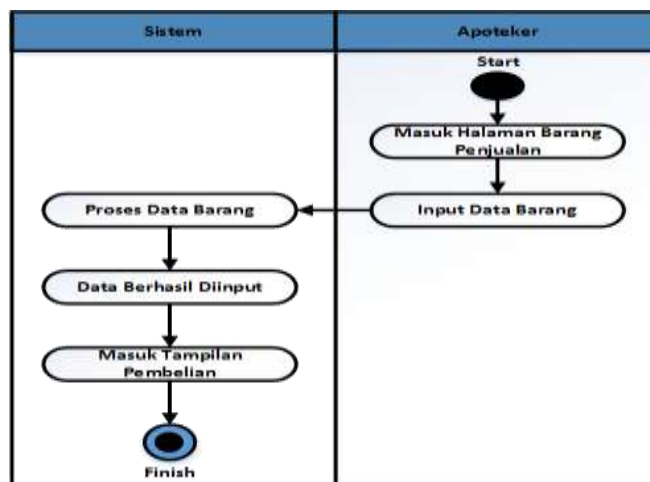 Sistem
Apoteker
Start
Masuk Halaman Barang
Penjualan
Input Data Barang
Proses Data Barang
Data Berhasil Diinput
Masuk Tampilan
Pembelian
Finish